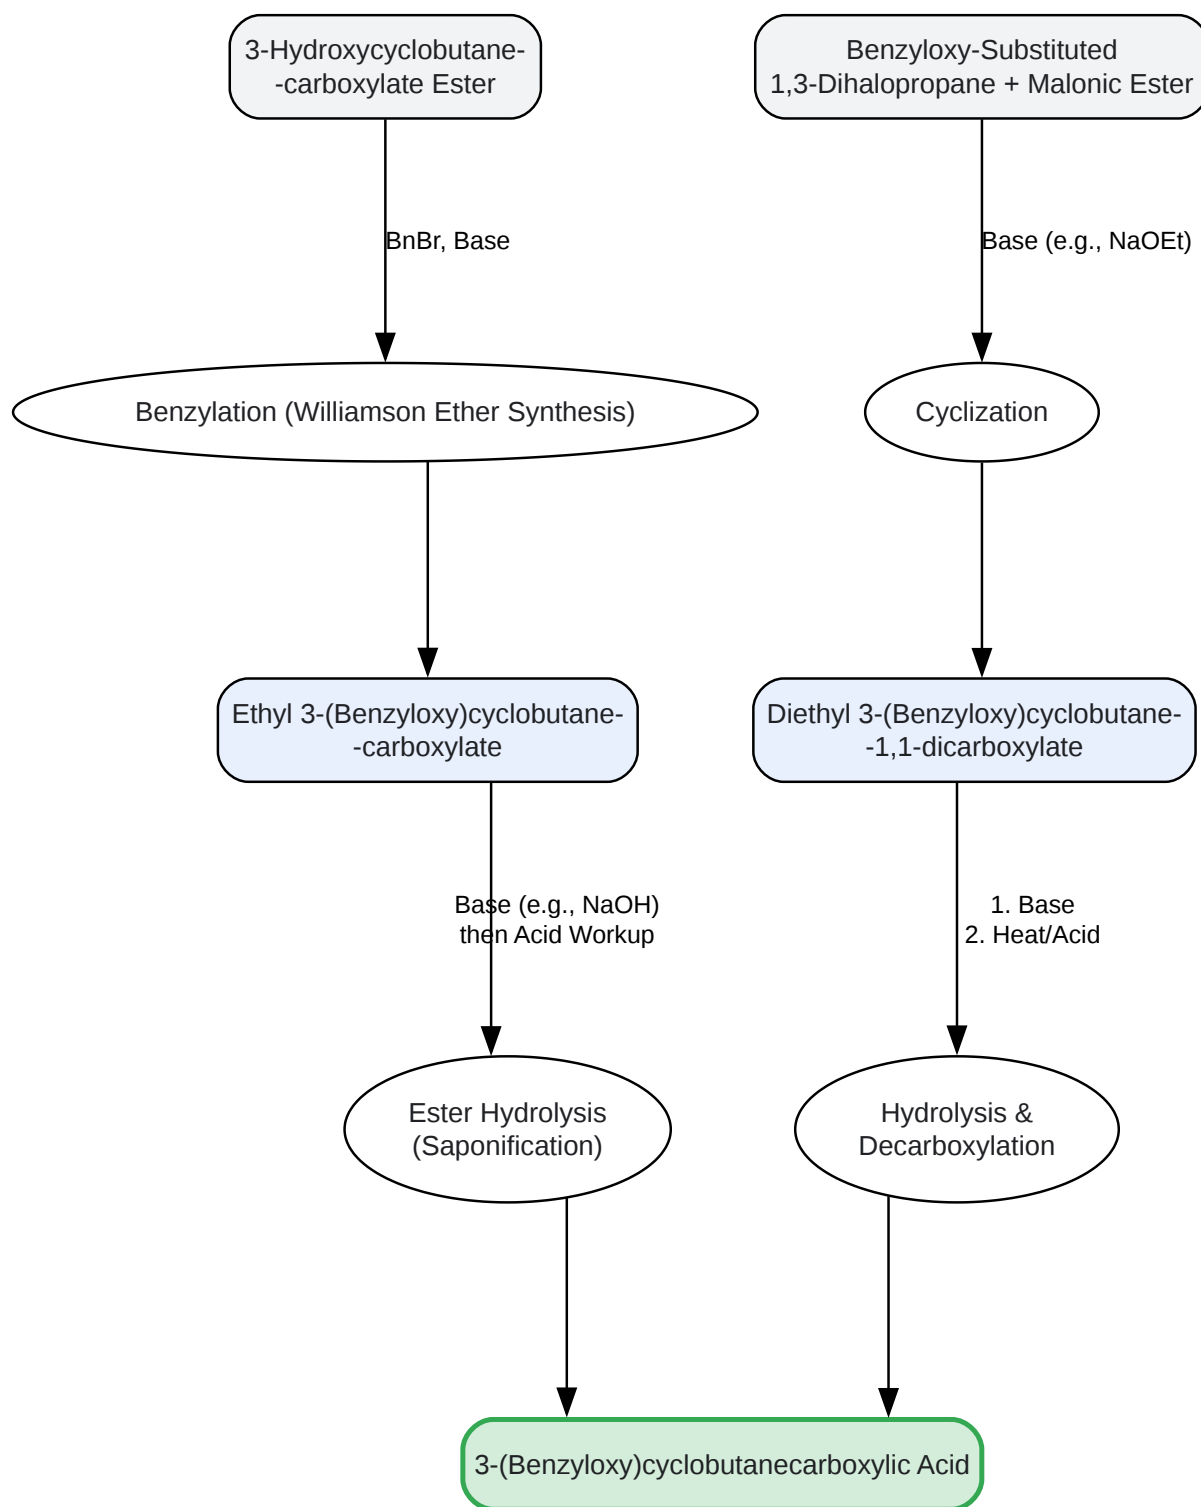 3-Hydroxycyclobutane-
-carboxylate Ester
Benzyloxy-Substituted
1,3-Dihalopropane + Malonic Ester
BnBr, Base
Base (e.g., NaOEt)
Benzylation (Williamson Ether Synthesis)
Cyclization
Ethyl 3-(Benzyloxy)cyclobutane-
-carboxylate
Diethyl 3-(Benzyloxy)cyclobutane-
-1,1-dicarboxylate
Base (e.g., NaOH)
then Acid Workup
1. Base
2. Heat/Acid
Ester Hydrolysis
(Saponification)
Hydrolysis &
Decarboxylation
3-(Benzyloxy)cyclobutanecarboxylic Acid